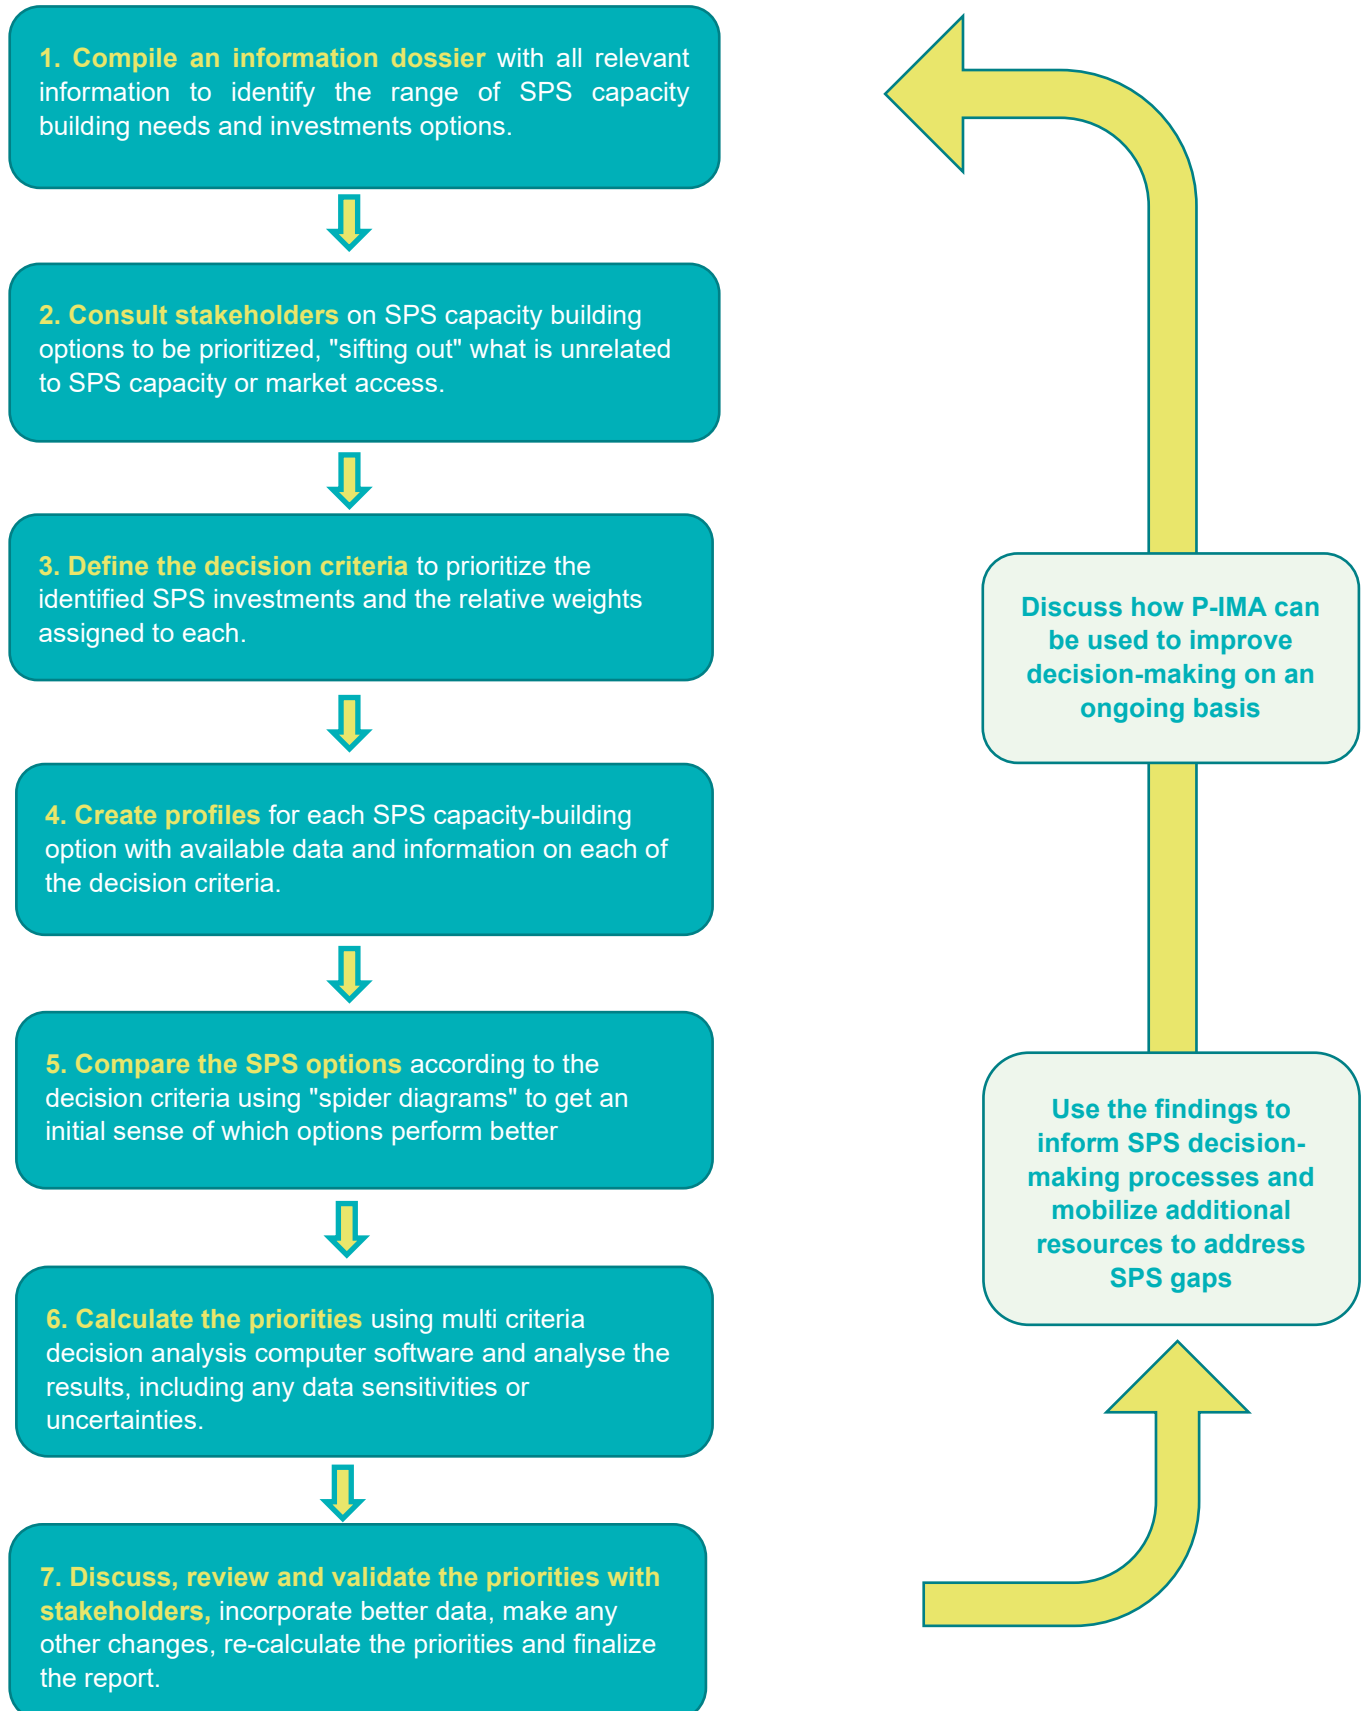 1. Compile an information dossier with all relevant
information to identify the range of SPS capacity
building needs and investments options.
2. Consult stakeholders on SPS capacity building
options to be prioritized, "sifting out" what is unrelated
to SPS capacity or market access.
3. Define the decision criteria to prioritize the
identified SPS investments and the relative weights
assigned to each.
4. Create profiles for each SPS capacity-building
option with available data and information on each of
the decision criteria.
5. Compare the SPS options according to the
decision criteria using "spider diagrams" to get an
initial sense of which options perform better
6. Calculate the priorities using multi criteria
decision analysis computer software and analyse the
results, including any data sensitivities or
uncertainties.
7. Discuss, review and validate the priorities with
stakeholders, incorporate better data, make any
other changes, re-calculate the priorities and finalize
the report.
Discuss how P-IMA can
be used to improve
decision-making on an
ongoing basis
Use the findings to
inform SPS decision-
making processes and
mobilize additional
resources to address
SPS gaps